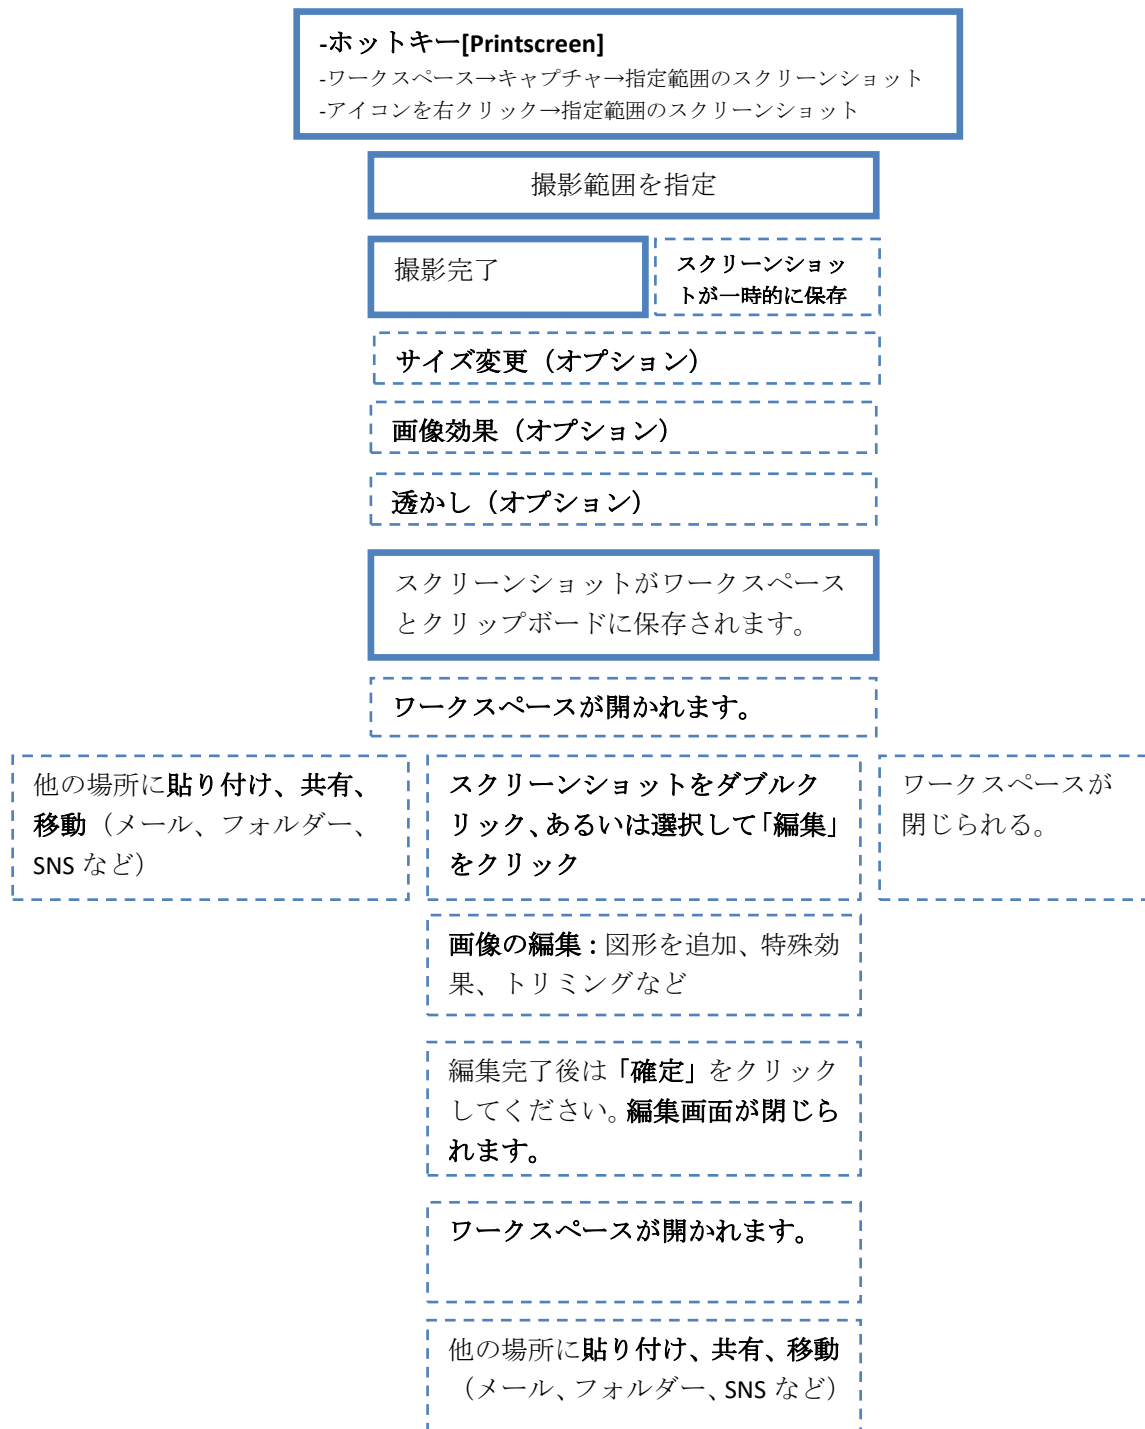 -ホットキー[Printscreen]
-ワークスペース→キャプチャ→指定範囲のスクリーンショット
-アイコンを右クリック→指定範囲のスクリーンショット
撮影範囲を指定
撮影完了
スクリーンショッ
トが一時的に保存
サイズ変更（オプション）
画像効果（オプション）
透かし（オプション）
スクリーンショットがワークスペース
とクリップボードに保存されます。
ワークスペースが開かれます。
他の場所に貼り付け、共有、
移動（メール、フォルダー、
SNS など）
スクリーンショットをダブルク
リック、あるいは選択して「編集」
をクリック
ワークスペースが
閉じられる。
画像の編集：図形を追加、特殊効
果、トリミングなど
編集完了後は「確定」をクリック
してください。編集画面が閉じら
れます。
ワークスペースが開かれます。
他の場所に貼り付け、共有、移動
（メール、フォルダー、SNS など）